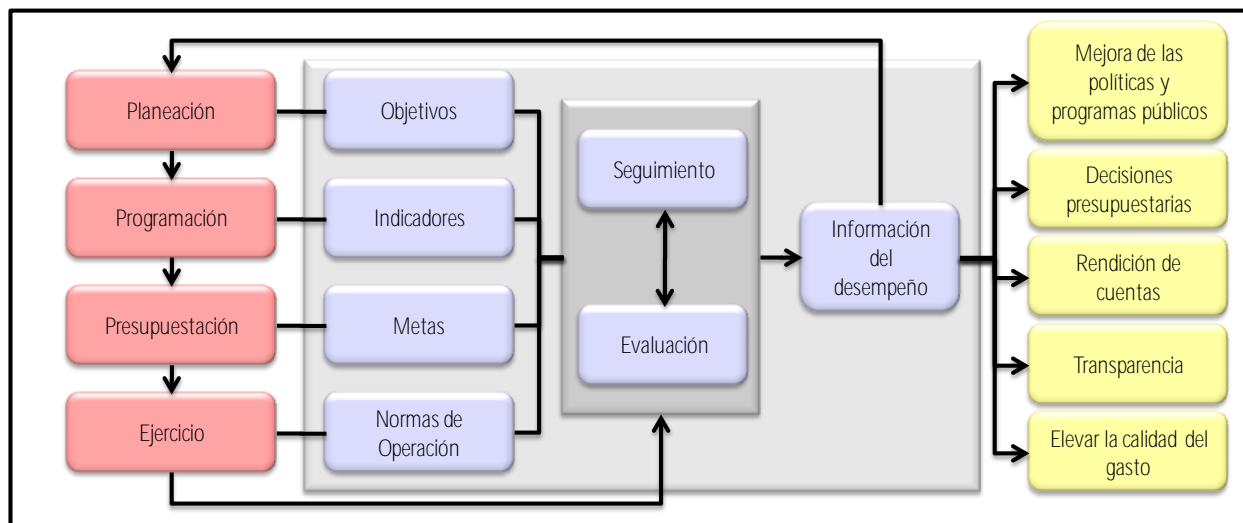 Planeación
Programación
Presupuestación
Ejercicio
Objetivos
Indicadores
Metas
Normas de
Operación
Seguimiento
Evaluación
Información
del
desempeño
Mejora de las
políticas y
programas públicos
Decisiones
presupuestarias
Rendición de
cuentas
Transparencia
Elevar la calidad del
gasto